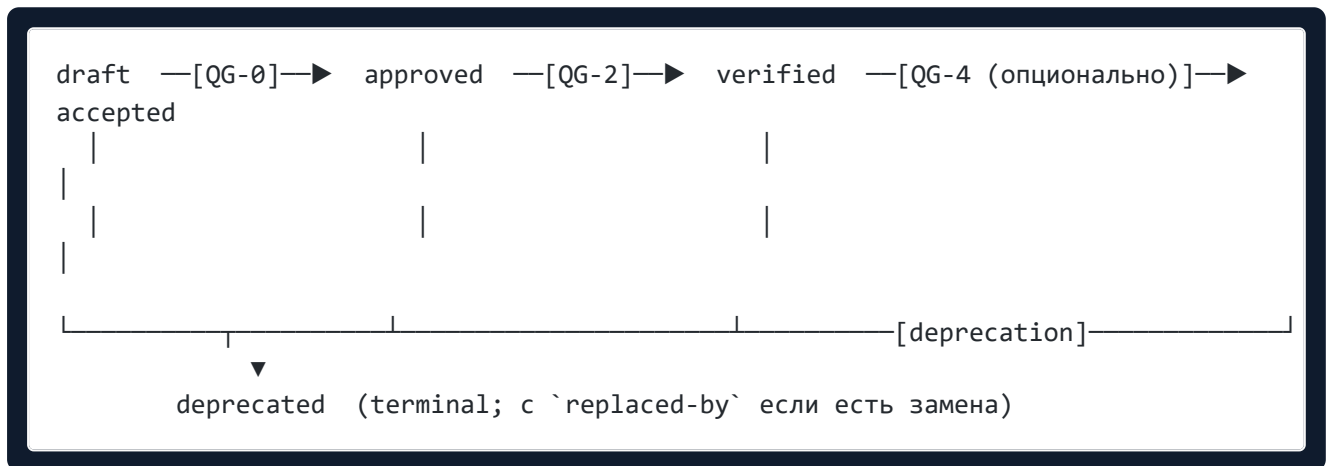 draft ──[QG-0]──▶ approved ──[QG-2]──▶ verified ──[QG-4 (опционально)]──▶
accepted
[deprecation]
▼
deprecated (terminal; с `replaced-by` если есть замена)